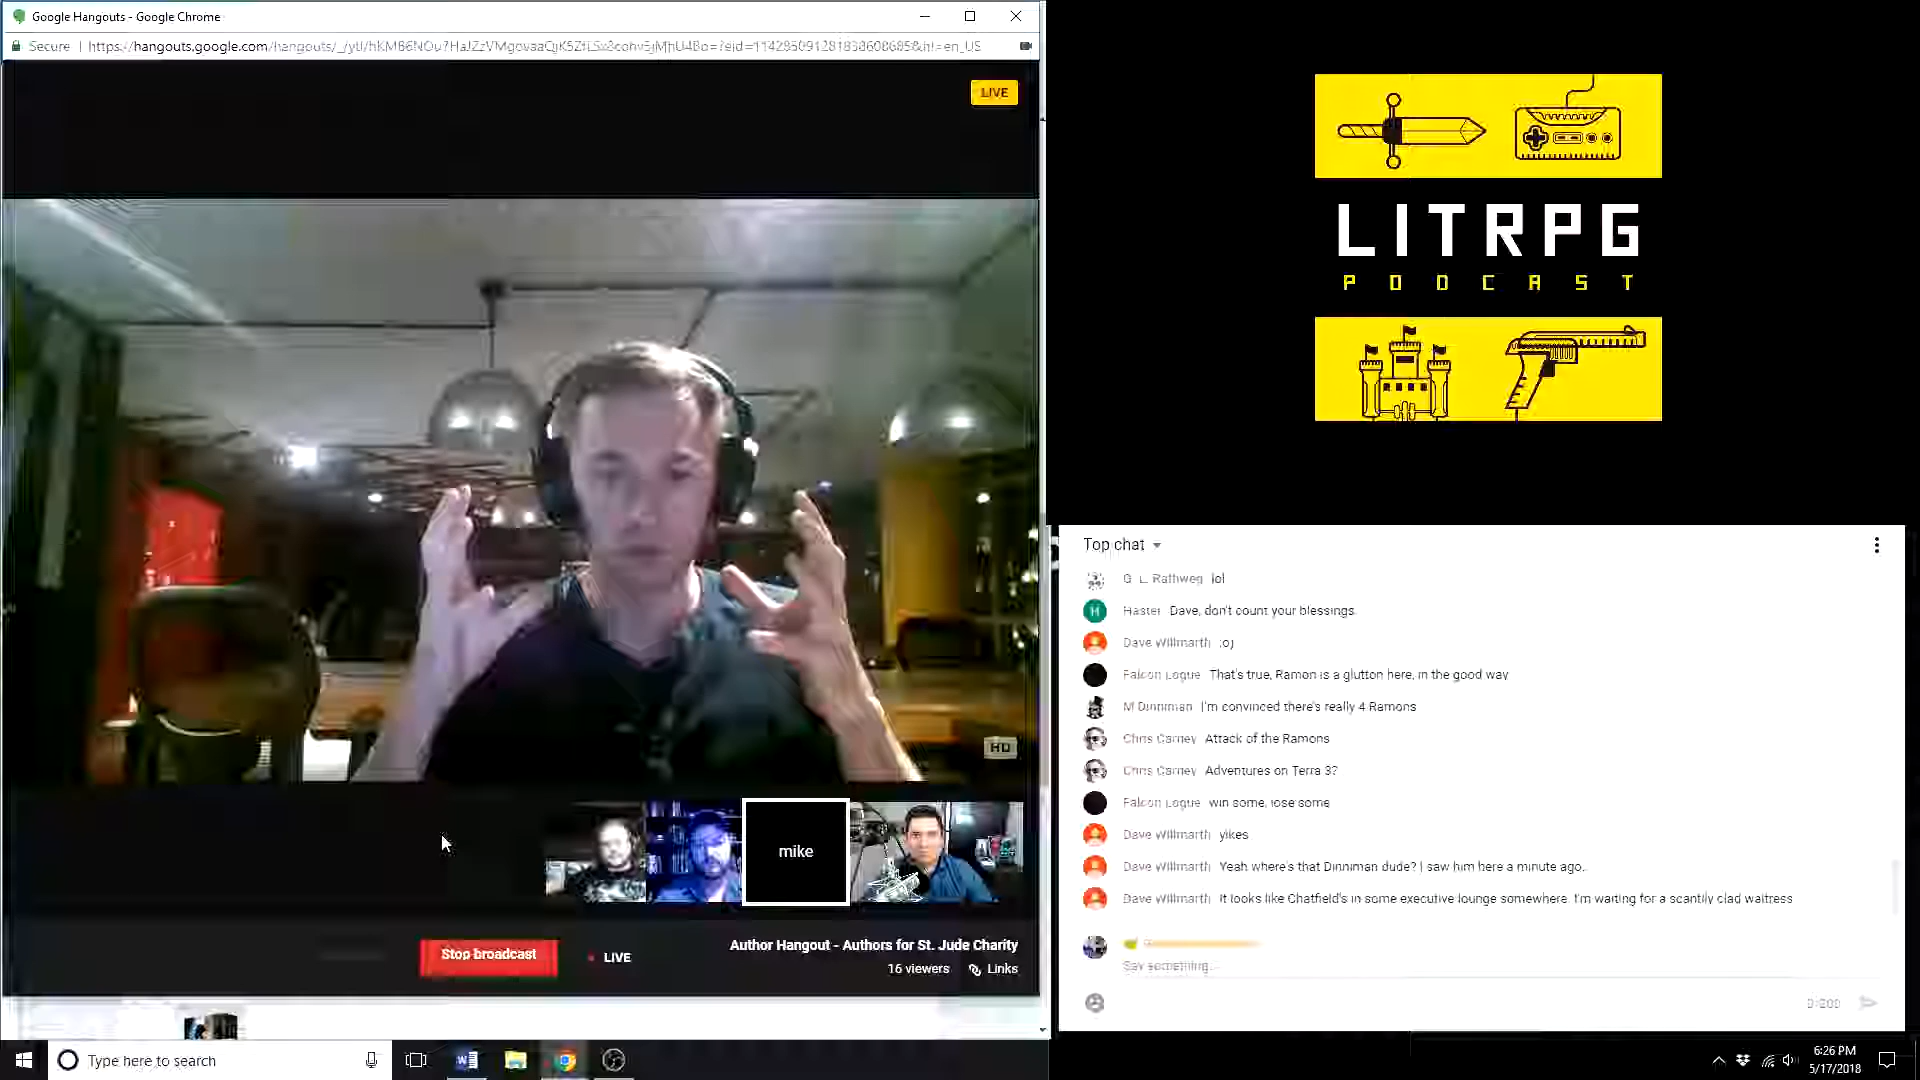 Google Hangouts - Google Chrome
Secure
LIVE
HD
mike
Stop broadcast
LIVE
Author Hangout - Authors for St. Jude Charity
16 viewers
Links
LITRPG
PODCAST
Top chat
G. L. Rathweg lol
H
Dave, don't count your blessings.
Dave Willmarth :o)
Falcon Logue That's true, Ramon is a glutton here, in the good way
M Dinniman I'm convinced there's really 4 Ramons
Chris Carney Attack of the Ramons
Chris Carney Adventures on Terra 3?
Falcon Logue win some, lose some
Dave Willmarth yikes
Dave Willmarth Yeah where's that Dinniman dude? I saw him here a minute ago.
Dave Willmarth It looks like Chatfield's in some executive lounge somewhere. I'm waiting for a scantily clad waitress
Say something...
0/200
Type here to search
6:26 PM
5/17/2018